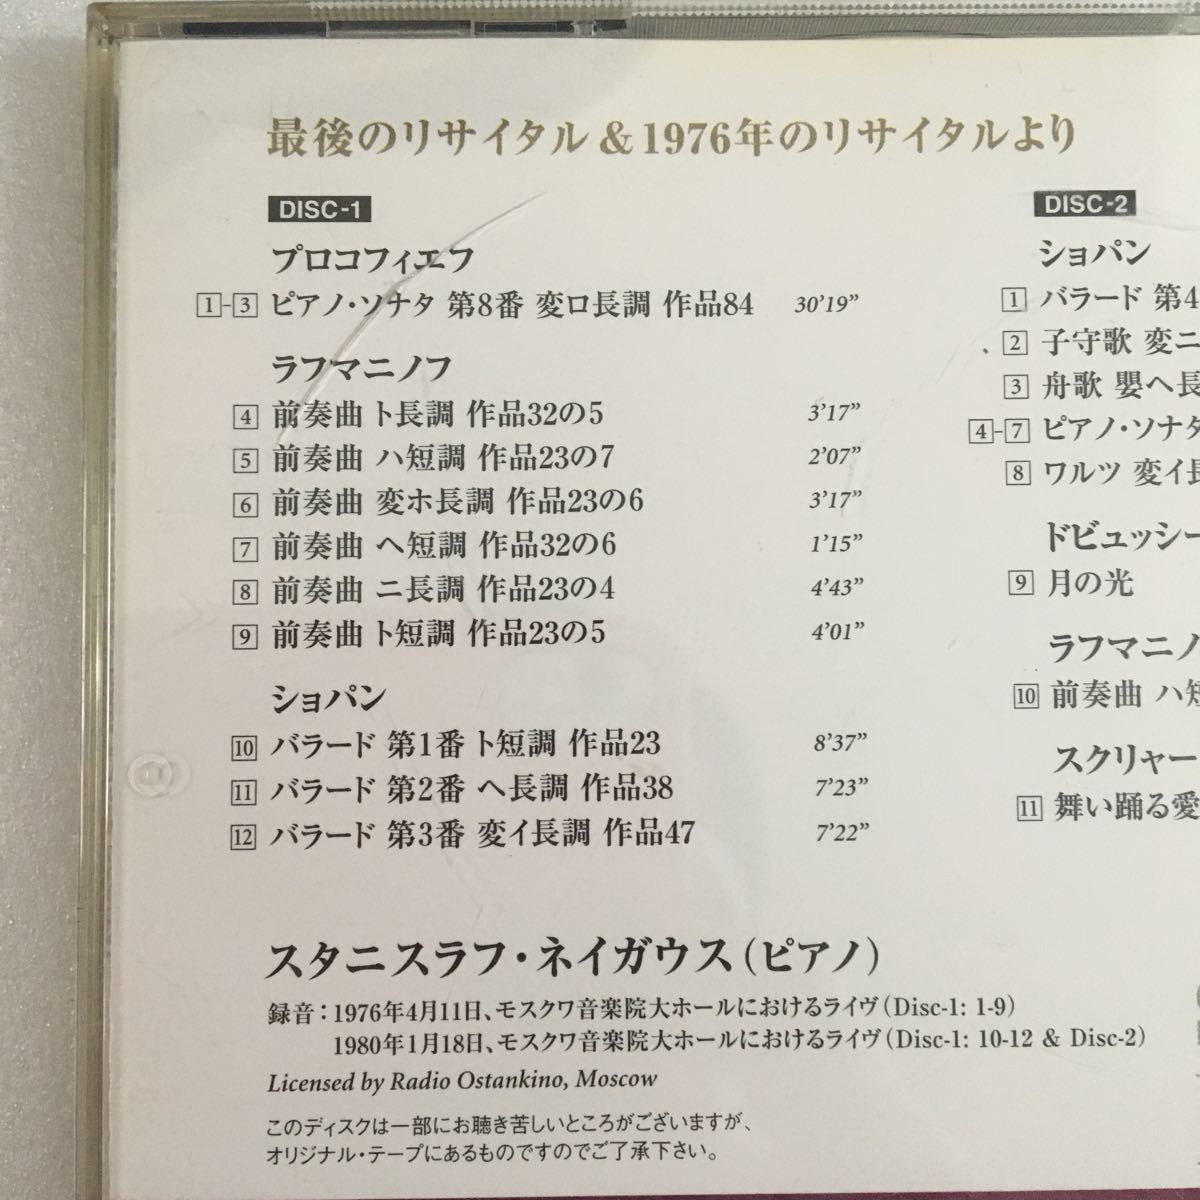 最後のリサイタル & 1976年のリサイタルより
DISC-1
プロコフィエフ
1-3 ピアノ・ソナタ 第8番 変ロ長調 作品84 30'19”
ラフマニノフ
4 前奏曲 ト長調 作品32の5 3'17”
5 前奏曲 ハ短調 作品23の7 2'07”
6 前奏曲 変ホ長調 作品23の6 3'17”
7 前奏曲 ヘ短調 作品32の6 1'15”
8 前奏曲 ニ長調 作品23の4 4'43”
9 前奏曲 ト短調 作品23の5 4'01”
ショパン
10 バラード 第1番 ト短調 作品23 8'37”
11 バラード 第2番 ヘ長調 作品38 7'23”
12 バラード 第3番 変イ長調 作品47 7'22”
DISC-2
ショパン
1 バラード 第4
2 子守歌 変ニ
3 舟歌 嬰ヘ長
4-7 ピアノ・ソナタ
8 ワルツ 変イ長
ドビュッシー
9 月の光
ラフマニノ
10 前奏曲 ハ短
スクリャー
11 舞い踊る愛
スタニスラフ・ネイガウス(ピアノ)
録音:1976年4月11日、モスクワ音楽院大ホールにおけるライヴ(Disc-1: 1-9)
1980年1月18日、モスクワ音楽院大ホールにおけるライヴ(Disc-1: 10-12 & Disc-2)
Licensed by Radio Ostankino, Moscow
このディスクは一部にお聴き苦しいところがございますが、
オリジナル・テープにあるものですのでご了承下さい。